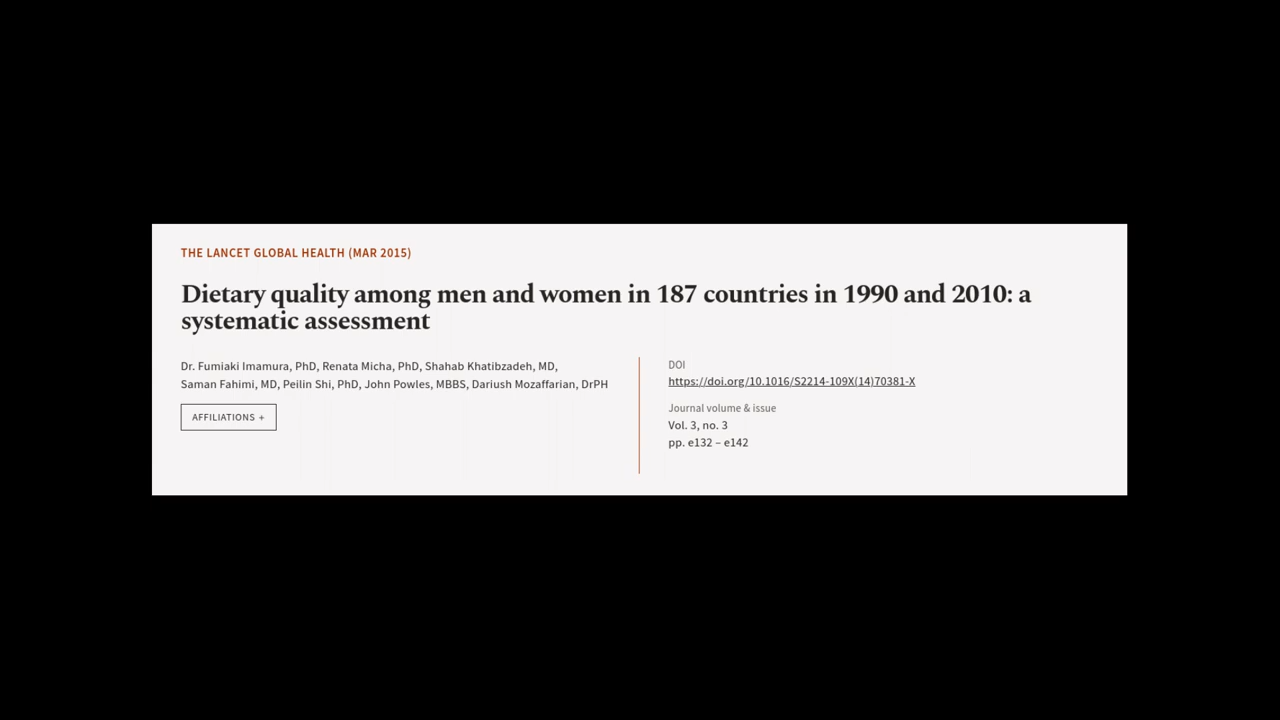 THE LANCET GLOBAL HEALTH (MAR 2015)
Dietary quality among men and women in 187 countries in 1990 and 2010: a
systematic assessment
Dr. Fumiaki Imamura, PhD, Renata Micha, PhD, Shahab Khatibzadeh, MD,
Saman Fahimi, MD, Peilin Shi, PhD, John Powles, MBBS, Dariush Mozaffarian, DrPH
AFFILIATIONS +
DOI
https://doi.org/10.1016/S2214-109X(14)70381-X
Journal volume & issue
Vol. 3, no. 3
pp. e132 – e142